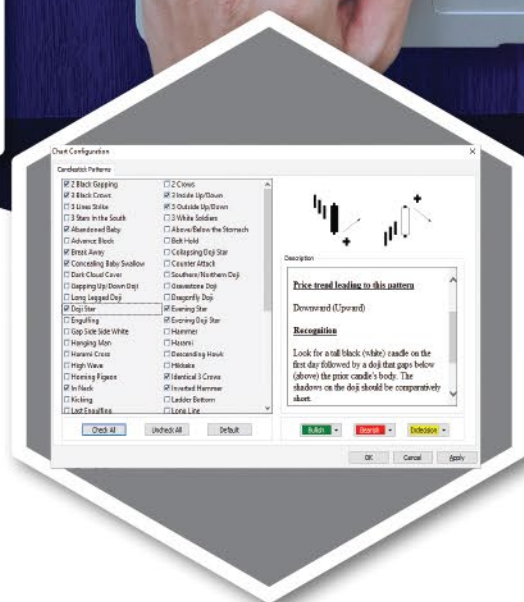 Chart Configuration
Candlestick Patterns
2 Black Gapping
2 Crows
3 Black Crows
3 Inside Up/Down
3 Lines Strike
3 Outside Up/Down
3 Stars In the South
3 White Soldiers
Abandoned Baby
Above/Below the Stomach
Advance Block
Belt Hold
Break Away
Collapsing Doji Star
Concealing Baby Swallow
Counter Attack
Dark Cloud Cover
Southern/Northern Doji
Gapping Up/Down Doji
Gravestone Doji
Long Legged Doji
Dragonfly Doji
Doji Star
Evening Star
Engulfing
Evening Doji Star
Gap Side Side White
Hammer
Hanging Man
Harami
Harami Cross
Descending Hawk
High Wave
Hikkake
Homing Pigeon
Identical 3 Crows
In Neck
Inverted Hammer
Kicking
Ladder Bottom
Last Engulfing
Long Line
Check All
Uncheck All
Default
Description
Price trend leading to this pattern
Downward (Upward)
Recognition
Look for a tall black (white) candle on the
first day followed by a doji that gaps below
(above) the prior candle's body. The
shadows on the doji should be comparatively
short.
Bullish
Bearish
Indecision
OK
Cancel
Apply